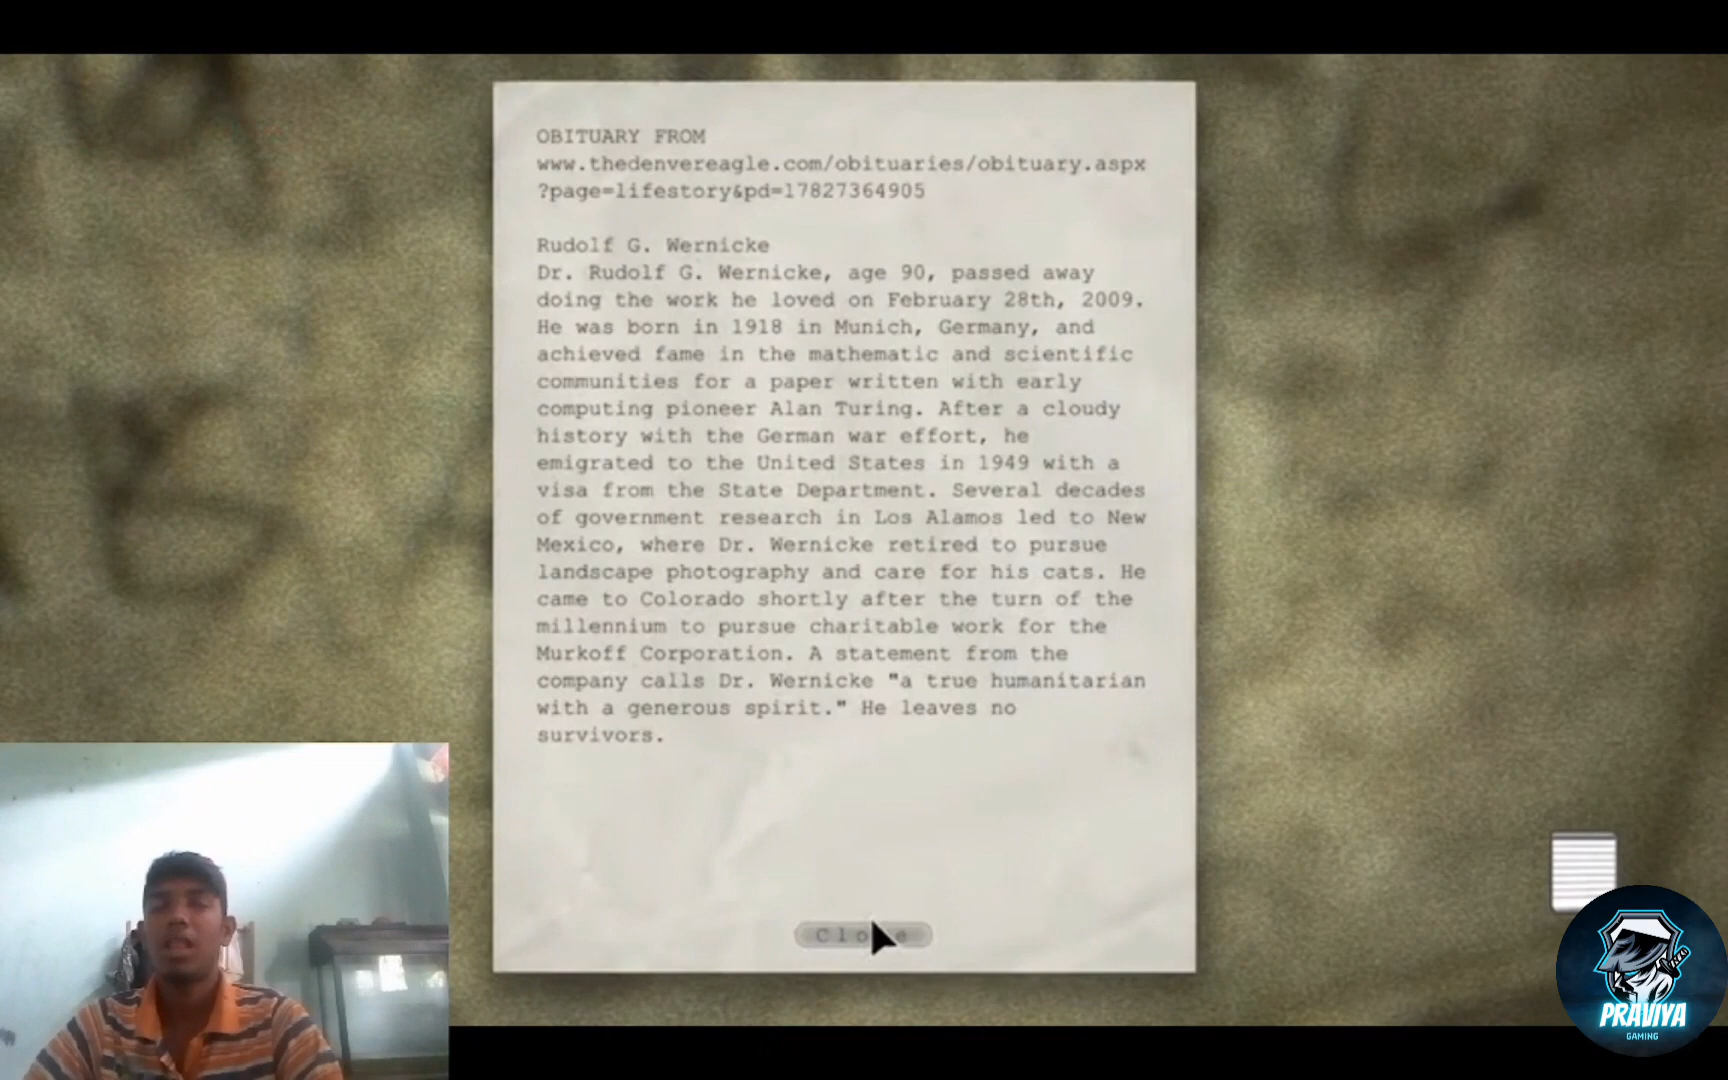 OBITUARY FROM
www.thedenvereagle.com/obituaries/obituary.aspx
?page=lifestory&pd=17827364905
Rudolf G. Wernicke
Dr. Rudolf G. Wernicke, age 90, passed away
doing the work he loved on February 28th, 2009.
He was born in 1918 in Munich, Germany, and
achieved fame in the mathematic and scientific
communities for a paper written with early
computing pioneer Alan Turing. After a cloudy
history with the German war effort, he
emigrated to the United States in 1949 with a
visa from the State Department. Several decades
of government research in Los Alamos led to New
Mexico, where Dr. Wernicke retired to pursue
landscape photography and care for his cats. He
came to Colorado shortly after the turn of the
millennium to pursue charitable work for the
Murkoff Corporation. A statement from the
company calls Dr. Wernicke "a true humanitarian
with a generous spirit." He leaves no
survivors.
Close
PRAVIYA
GAMING